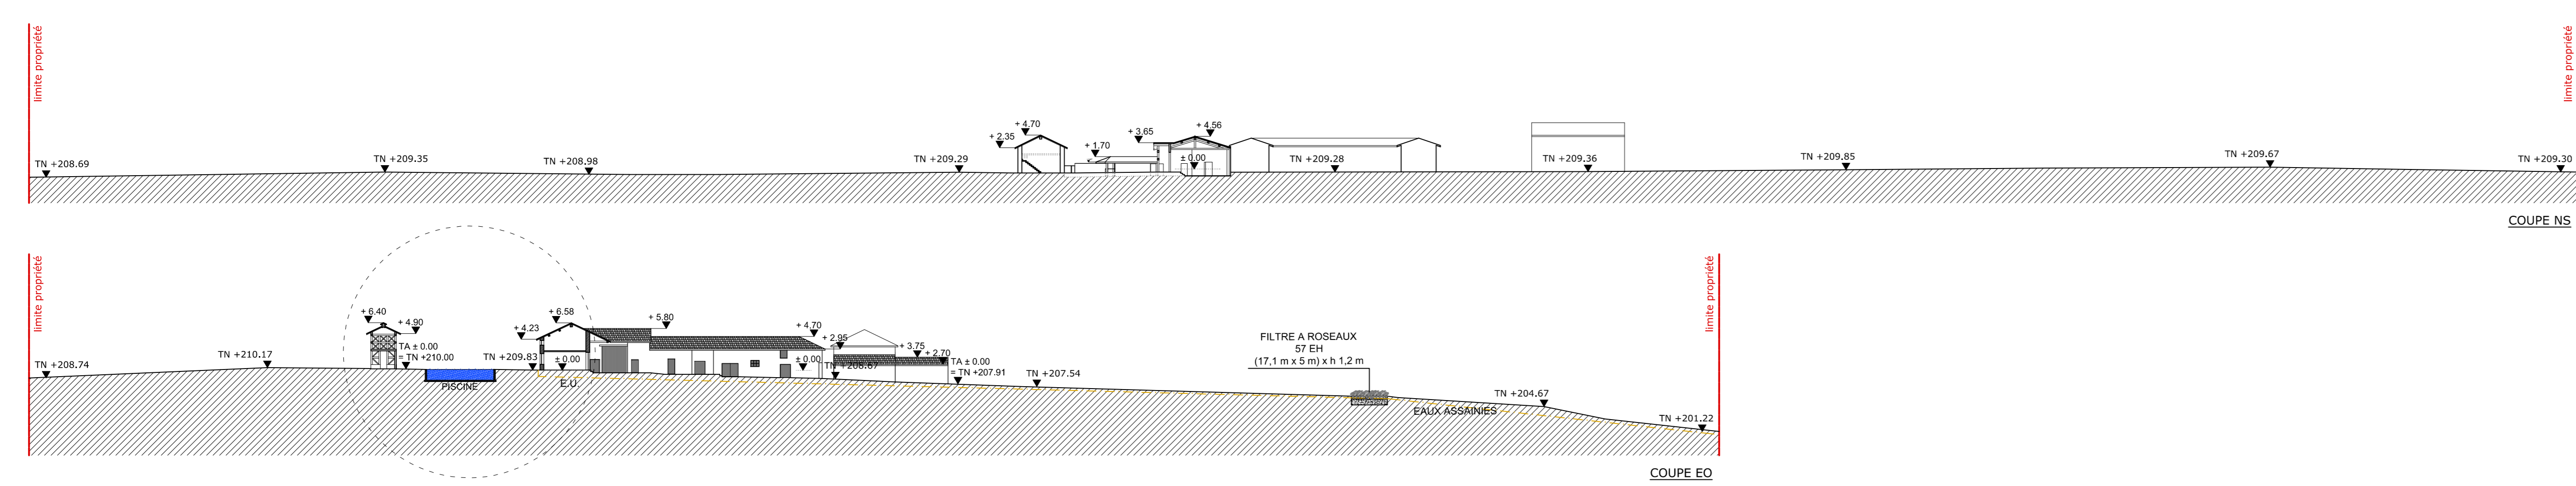 limite propriété
limite propriété
+ 4.70
+ 2.35
+ 1.70
+ 3.65
+ 4.56
± 0.00
TN +208.69
TN +209.35
TN +208.98
TN +209.29
TN +209.28
TN +209.36
TN +209.85
TN +209.67
TN +209.30
COUPE NS
limite propriété
limite propriété
+ 6.40
+ 4.90
TA ± 0.00
= TN +210.00
+ 6.58
+ 4.23
± 0.00
+ 5.80
+ 4.70
+ 2.95
+ 3.75
+ 2.70
± 0.00
TA ± 0.00
= TN +207.91
TN +208.74
TN +210.17
TN +209.83
TN +208.67
TN +207.54
PISCINE
E.U.
FILTRE A ROSEAUX
57 EH
(17,1 m x 5 m) x h 1,2 m
EAUX ASSAINIES
TN +204.67
TN +201.22
COUPE EO